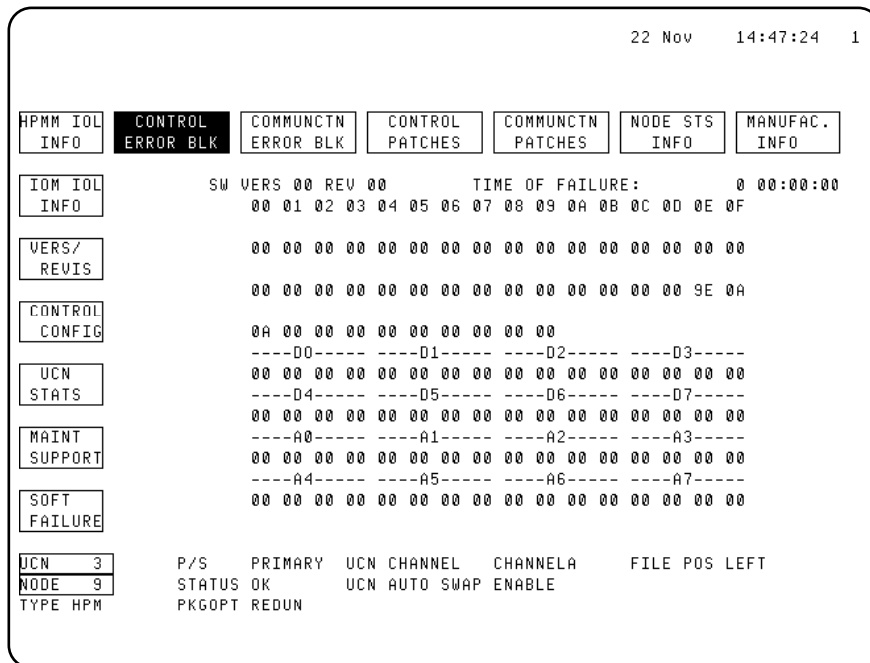 22 Nov 14:47:24 1
HPMM IOL INFO
CONTROL ERROR BLK
COMMUNCTN ERROR BLK
CONTROL PATCHES
COMMUNCTN PATCHES
NODE STS INFO
MANUFAC. INFO
IOM IOL INFO
SW VERS 00 REV 00 TIME OF FAILURE: 0 00:00:00
00 01 02 03 04 05 06 07 08 09 0A 0B 0C 0D 0E 0F
VERS/ REVIS
00 00 00 00 00 00 00 00 00 00 00 00 00 00 00 00
00 00 00 00 00 00 00 00 00 00 00 00 00 00 9E 0A
CONTROL CONFIG
0A 00 00 00 00 00 00 00 00 00
----D0----- ----D1----- ----D2----- ----D3-----
UCN STATS
00 00 00 00 00 00 00 00 00 00 00 00 00 00 00 00
----D4----- ----D5----- ----D6----- ----D7-----
00 00 00 00 00 00 00 00 00 00 00 00 00 00 00 00
MAINT SUPPORT
----A0----- ----A1----- ----A2----- ----A3-----
00 00 00 00 00 00 00 00 00 00 00 00 00 00 00 00
----A4----- ----A5----- ----A6----- ----A7-----
SOFT FAILURE
00 00 00 00 00 00 00 00 00 00 00 00 00 00 00 00
UCN 3 P/S PRIMARY UCN CHANNEL CHANNELA FILE POS LEFT
NODE 9 STATUS OK UCN AUTO SWAP ENABLE
TYPE HPM PKGOPT REDUN